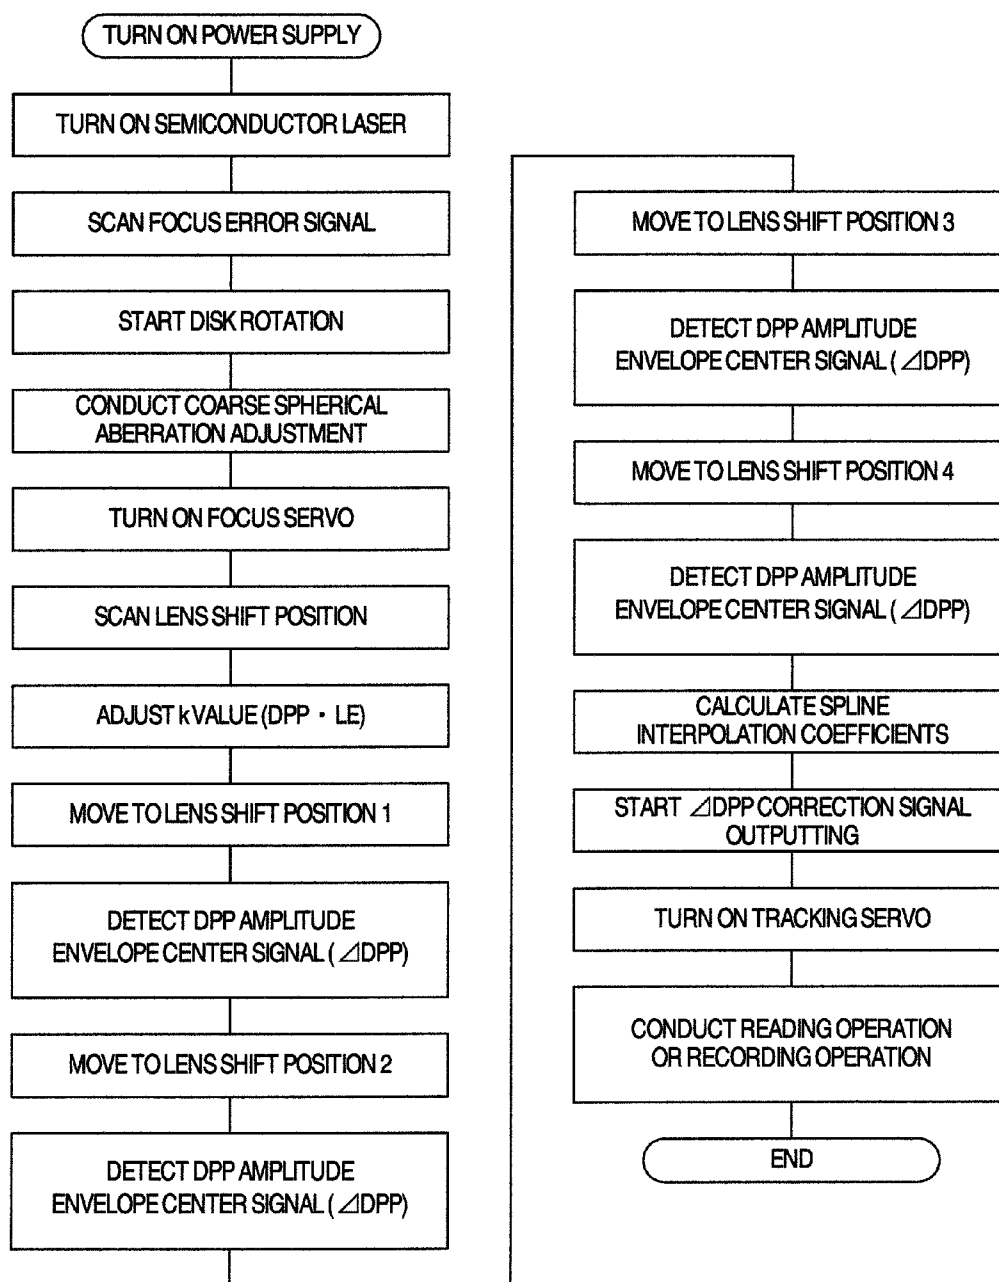 TURN ON POWER SUPPLY
TURN ON SEMICONDUCTOR LASER
SCAN FOCUS ERROR SIGNAL
START DISK ROTATION
CONDUCT COARSE SPHERICAL
ABERRATION ADJUSTMENT
TURN ON FOCUS SERVO
SCAN LENS SHIFT POSITION
ADJUST k VALUE (DPP・LE)
MOVE TO LENS SHIFT POSITION 1
DETECT DPP AMPLITUDE
ENVELOPE CENTER SIGNAL (⊿DPP)
MOVE TO LENS SHIFT POSITION 2
DETECT DPP AMPLITUDE
ENVELOPE CENTER SIGNAL (⊿DPP)
MOVE TO LENS SHIFT POSITION 3
DETECT DPP AMPLITUDE
ENVELOPE CENTER SIGNAL (⊿DPP)
MOVE TO LENS SHIFT POSITION 4
DETECT DPP AMPLITUDE
ENVELOPE CENTER SIGNAL (⊿DPP)
CALCULATE SPLINE
INTERPOLATION COEFFICIENTS
START ⊿DPP CORRECTION SIGNAL
OUTPUTTING
TURN ON TRACKING SERVO
CONDUCT READING OPERATION
OR RECORDING OPERATION
END